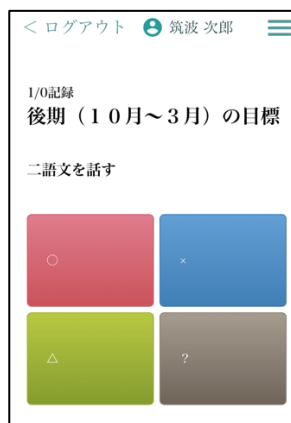 < ログアウト 筑波 次郎
1/0記録
後期（１０月～３月）の目標
二語文を話す
○ ×
△ ?